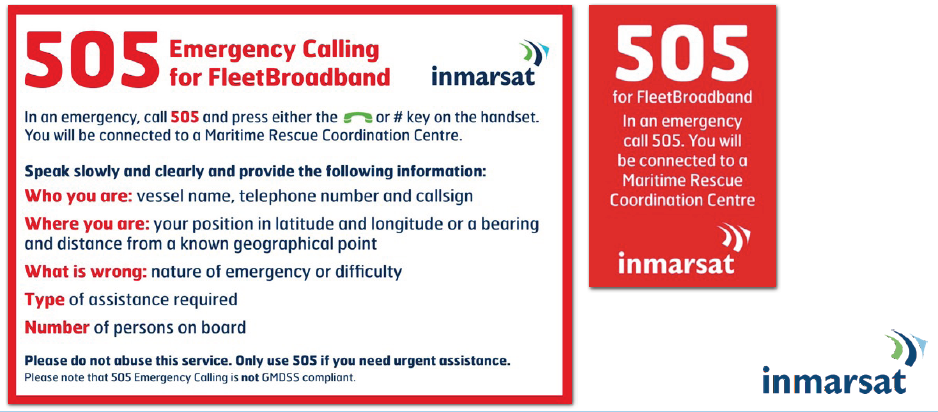 505 Emergency Calling
for FleetBroadband
inmarsat
In an emergency, call 505 and press either the or # key on the handset.
You will be connected to a Maritime Rescue Coordination Centre.
Speak slowly and clearly and provide the following information:
Who you are: vessel name, telephone number and callsign
Where you are: your position in latitude and longitude or a bearing
and distance from a known geographical point
What is wrong: nature of emergency or difficulty
Type of assistance required
Number of persons on board
Please do not abuse this service. Only use 505 if you need urgent assistance.
Please note that 505 Emergency Calling is not GMDSS compliant.
505
for FleetBroadband
In an emergency
call 505. You will
be connected to a
Maritime Rescue
Coordination Centre
inmarsat
inmarsat